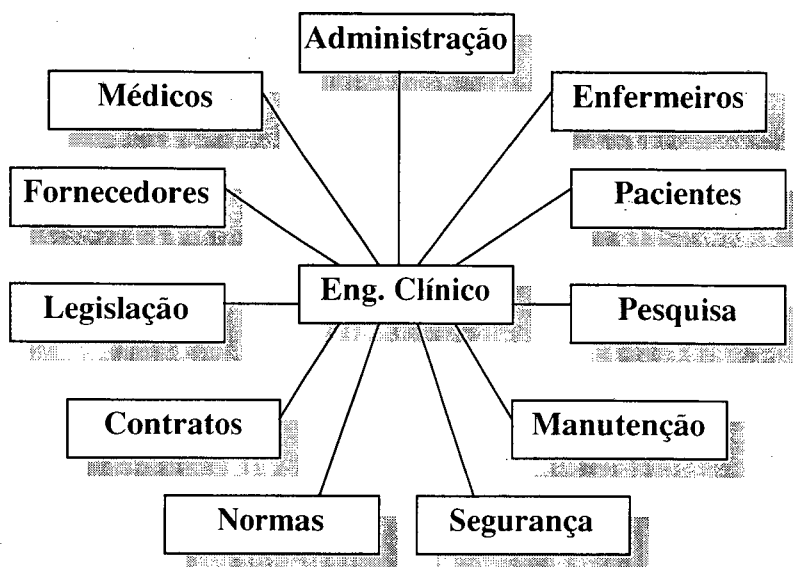 Administração
Médicos
Enfermeiros
Fornecedores
Pacientes
Eng. Clínico
Legislação
Pesquisa
Contratos
Manutenção
Normas
Segurança